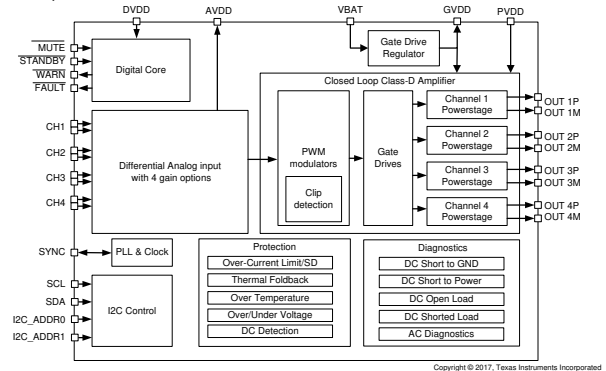 DVDD
AVDD
VBAT
GVDD
PVDD
MUTE
STANDBY
WARN
FAULT
Digital Core
Gate Drive
Regulator
Closed Loop Class-D Amplifier
CH1
CH2
CH3
CH4
Differential Analog input
with 4 gain options
PWM
modulators
Clip
detection
Gate
Drives
Channel 1
Powerstage
Channel 2
Powerstage
Channel 3
Powerstage
Channel 4
Powerstage
OUT 1P
OUT 1M
OUT 2P
OUT 2M
OUT 3P
OUT 3M
OUT 4P
OUT 4M
SYNC
PLL & Clock
SCL
SDA
I2C_ADDR0
I2C_ADDR1
I2C Control
Protection
Over-Current Limit/SD
Thermal Foldback
Over Temperature
Over/Under Voltage
DC Detection
Diagnostics
DC Short to GND
DC Short to Power
DC Open Load
DC Shorted Load
AC Diagnostics
Copyright © 2017, Texas Instruments Incorporated